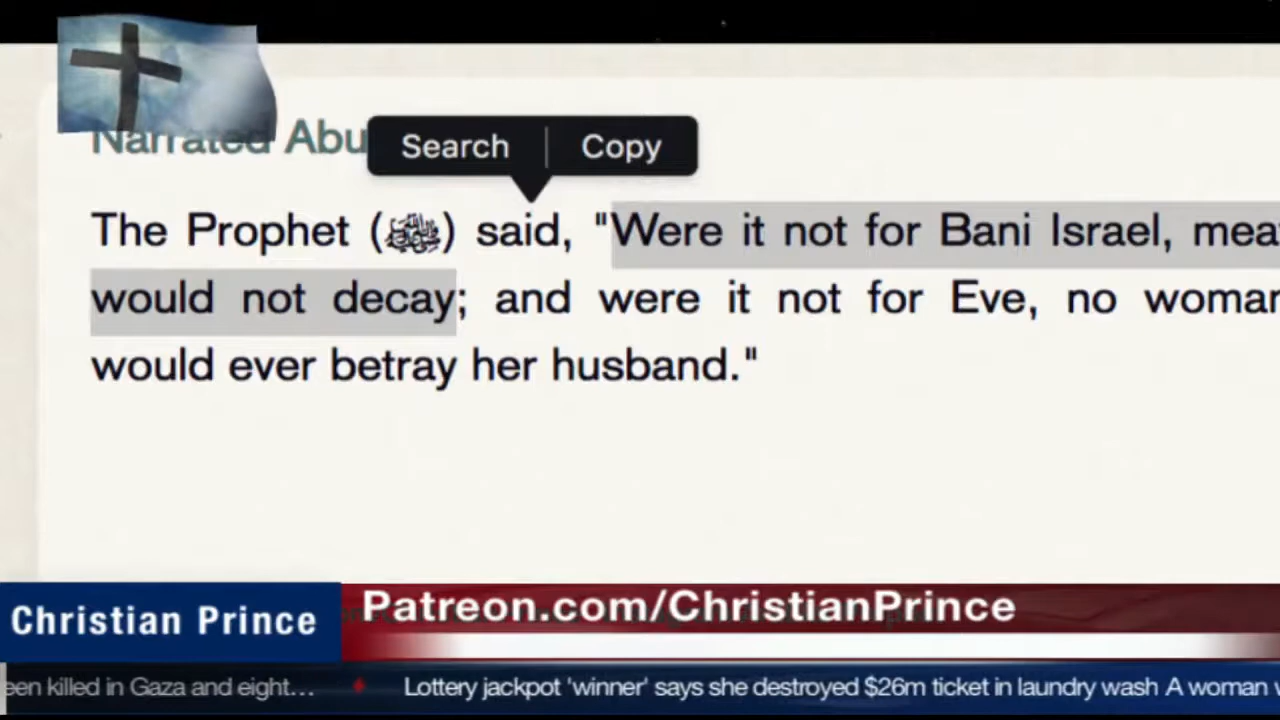 Narrated Abu
Search Copy
The Prophet (ﷺ) said, "Were it not for Bani Israel, meat
would not decay; and were it not for Eve, no woman
would ever betray her husband."
Christian Prince
Patreon.com/ChristianPrince
een killed in Gaza and eight... Lottery jackpot 'winner' says she destroyed $26m ticket in laundry wash A woman